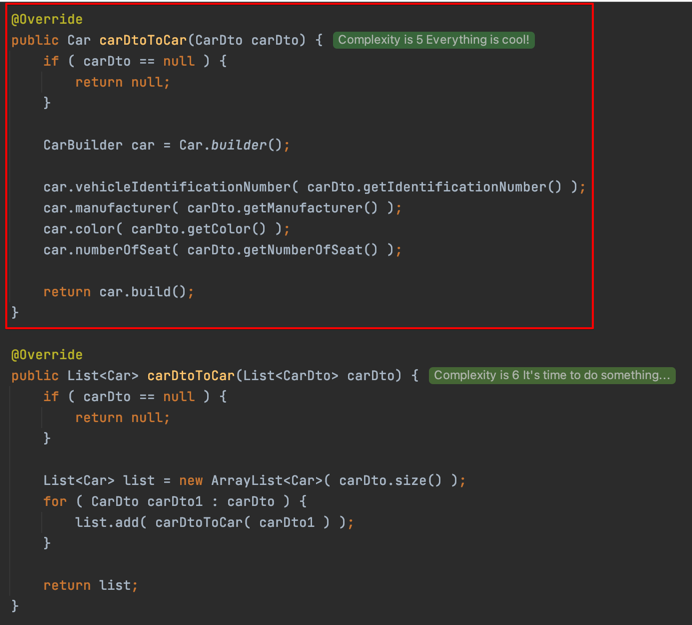 @Override
public Car carDtoToCar(CarDto carDto) { Complexity is 5 Everything is cool!
    if ( carDto == null ) {
        return null;
    }
    CarBuilder car = Car.builder();
    car.vehicleIdentificationNumber( carDto.getIdentificationNumber() );
    car.manufacturer( carDto.getManufacturer() );
    car.color( carDto.getColor() );
    car.numberOfSeat( carDto.getNumberOfSeat() );
    return car.build();
}
@Override
public List<Car> carDtoToCar(List<CarDto> carDto) { Complexity is 6 It's time to do something...
    if ( carDto == null ) {
        return null;
    }
    List<Car> list = new ArrayList<Car>( carDto.size() );
    for ( CarDto carDto1 : carDto ) {
        list.add( carDtoToCar( carDto1 ) );
    }
    return list;
}